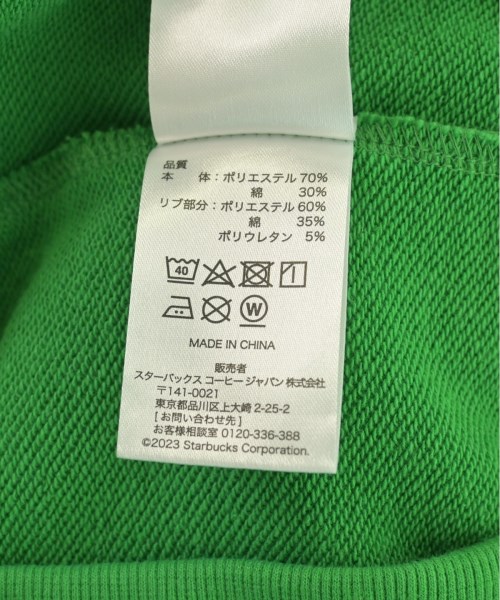 品質
本 体：ポリエステル 70%
綿 30%
リブ部分：ポリエステル 60%
綿 35%
ポリウレタン 5%
40
W
MADE IN CHINA
販売者
スターバックス コーヒー ジャパン 株式会社
〒141-0021
東京都品川区上大崎 2-25-2
[ お問い合わせ先 ]
お客様相談室 0120-336-388
©2023 Starbucks Corporation.